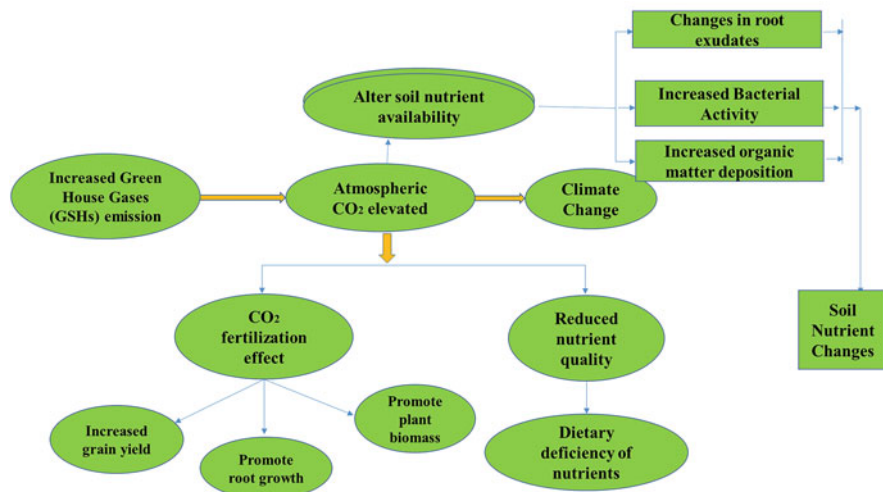 Changes in root
exudates
Alter soil nutrient
availability
Increased Bacterial
Activity
Increased organic
matter deposition
Increased Green
House Gases
(GSHs) emission
Atmospheric
CO2 elevated
Climate
Change
CO2
fertilization
effect
Reduced
nutrient
quality
Soil
Nutrient
Changes
Increased
grain yield
Promote
root growth
Promote
plant
biomass
Dietary
deficiency of
nutrients